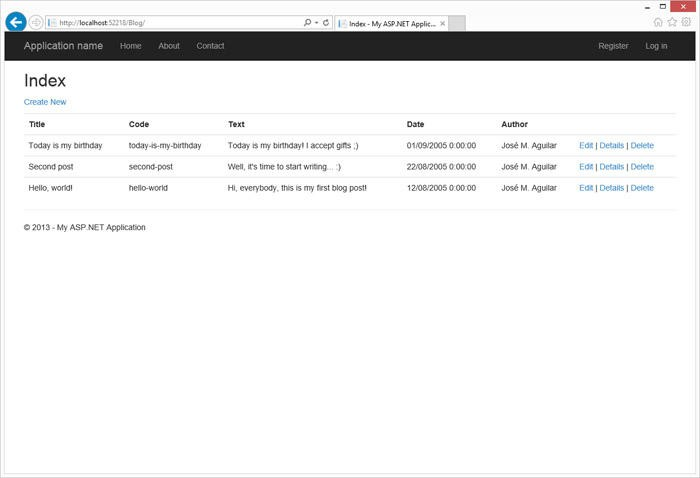 http://localhost:52218/Blog/
Index - My ASP.NET Applic...
Application name Home About Contact Register Log in
Index
Create New
Title Code Text Date Author
Today is my birthday today-is-my-birthday Today is my birthday! I accept gifts ;) 01/09/2005 0:00:00 José M. Aguilar Edit | Details | Delete
Second post second-post Well, it's time to start writing... :) 22/08/2005 0:00:00 José M. Aguilar Edit | Details | Delete
Hello, world! hello-world Hi, everybody, this is my first blog post! 12/08/2005 0:00:00 José M. Aguilar Edit | Details | Delete
© 2013 - My ASP.NET Application